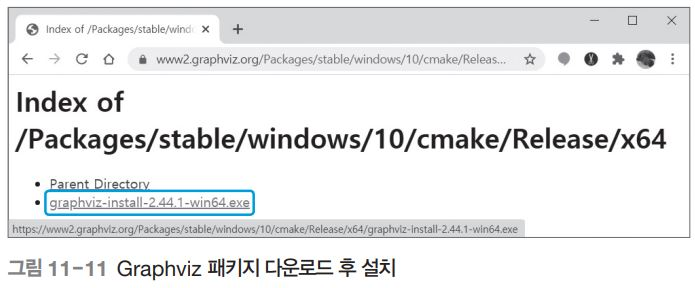 Index of /Packages/stable/windo
www2.graphviz.org/Packages/stable/windows/10/cmake/Releas...
Index of
/Packages/stable/windows/10/cmake/Release/x64
Parent Directory
graphviz-install-2.44.1-win64.exe
https://www2.graphviz.org/Packages/stable/windows/10/cmake/Release/x64/graphviz-install-2.44.1-win64.exe
그림 11-11 Graphviz 패키지 다운로드 후 설치